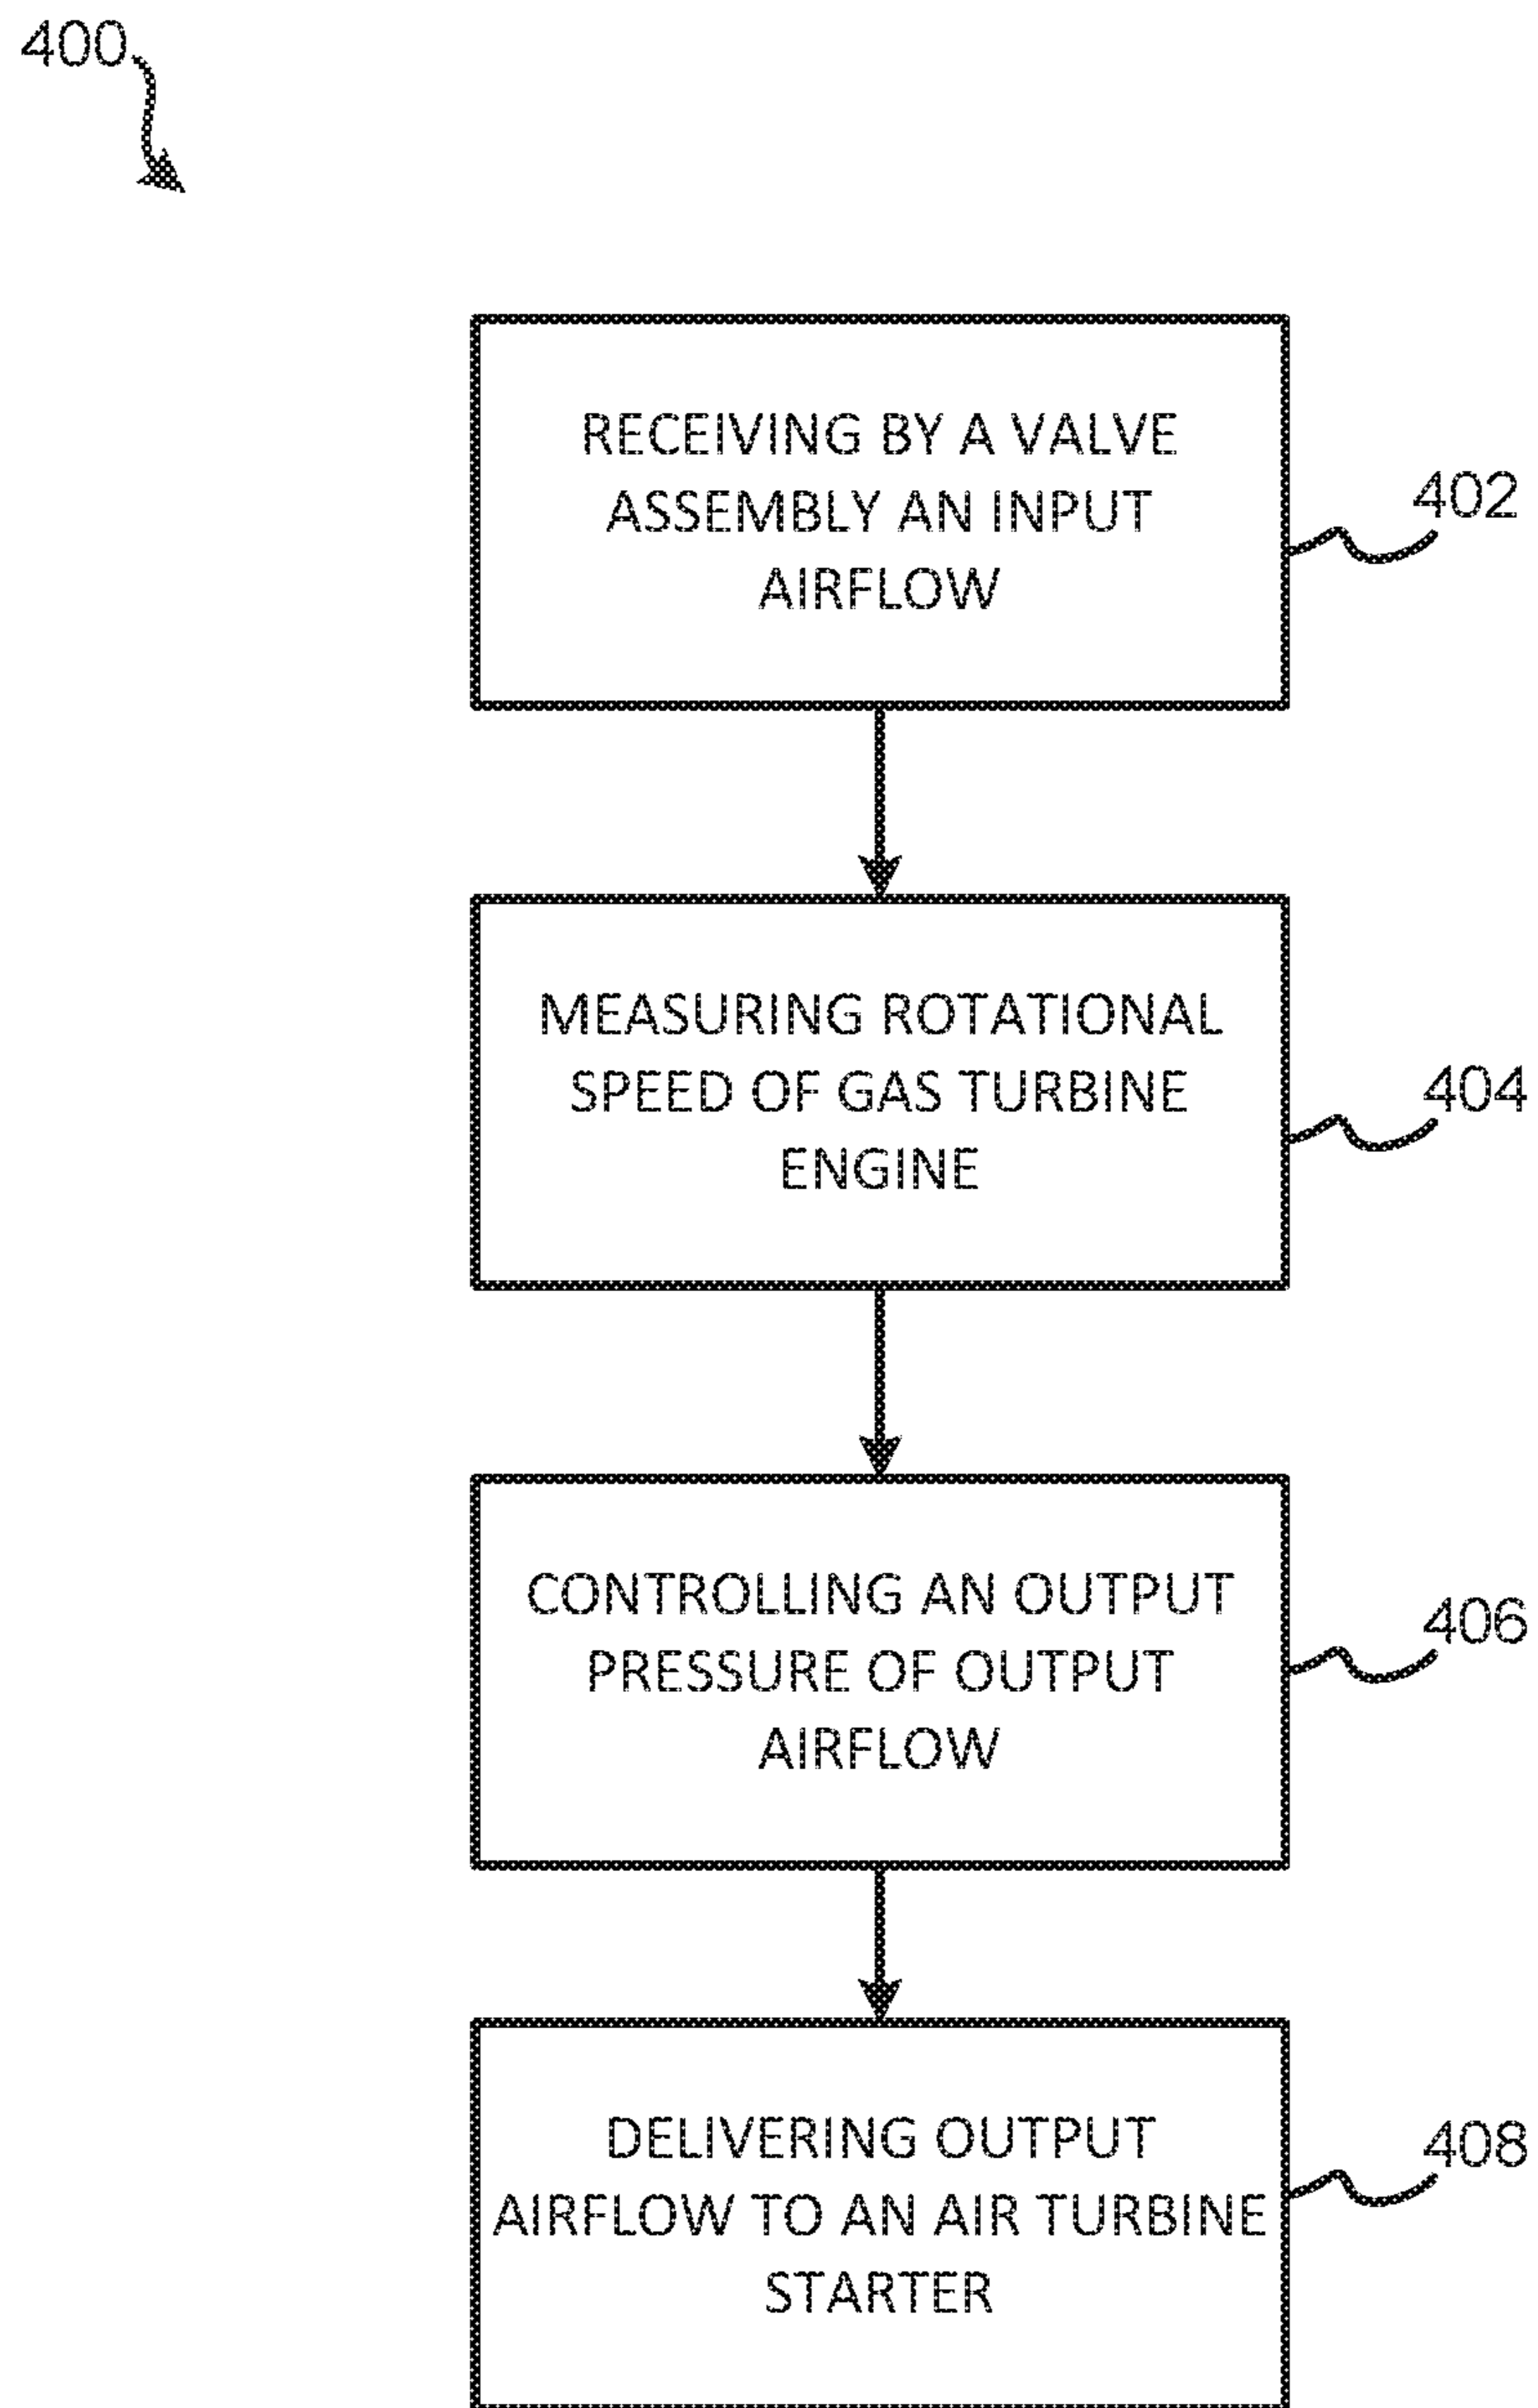 400
RECEIVING BY A VALVE
ASSEMBLY AN INPUT
AIRFLOW
402
MEASURING ROTATIONAL
SPEED OF GAS TURBINE
ENGINE
404
CONTROLLING AN OUTPUT
PRESSURE OF OUTPUT
AIRFLOW
406
DELIVERING OUTPUT
AIRFLOW TO AN AIR TURBINE
STARTER
408